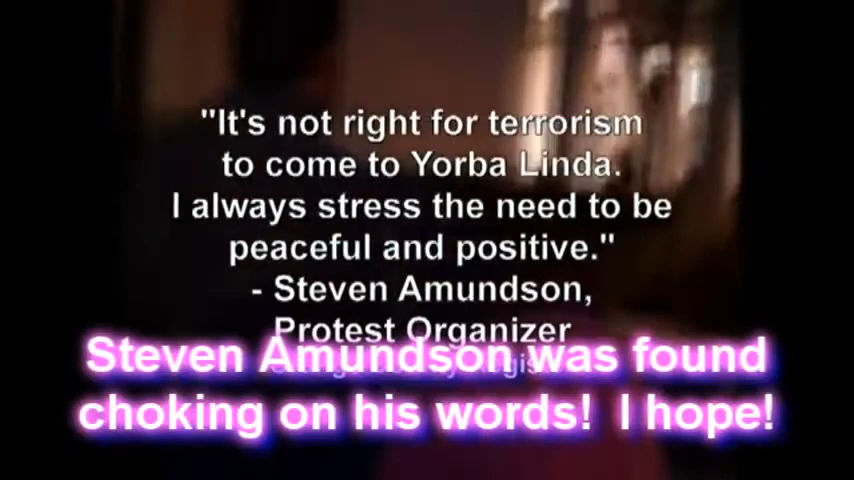 "It's not right for terrorism
to come to Yorba Linda.
I always stress the need to be
peaceful and positive."
- Steven Amundson,
Protest Organizer
Steven Amundson was found
choking on his words!  I hope!